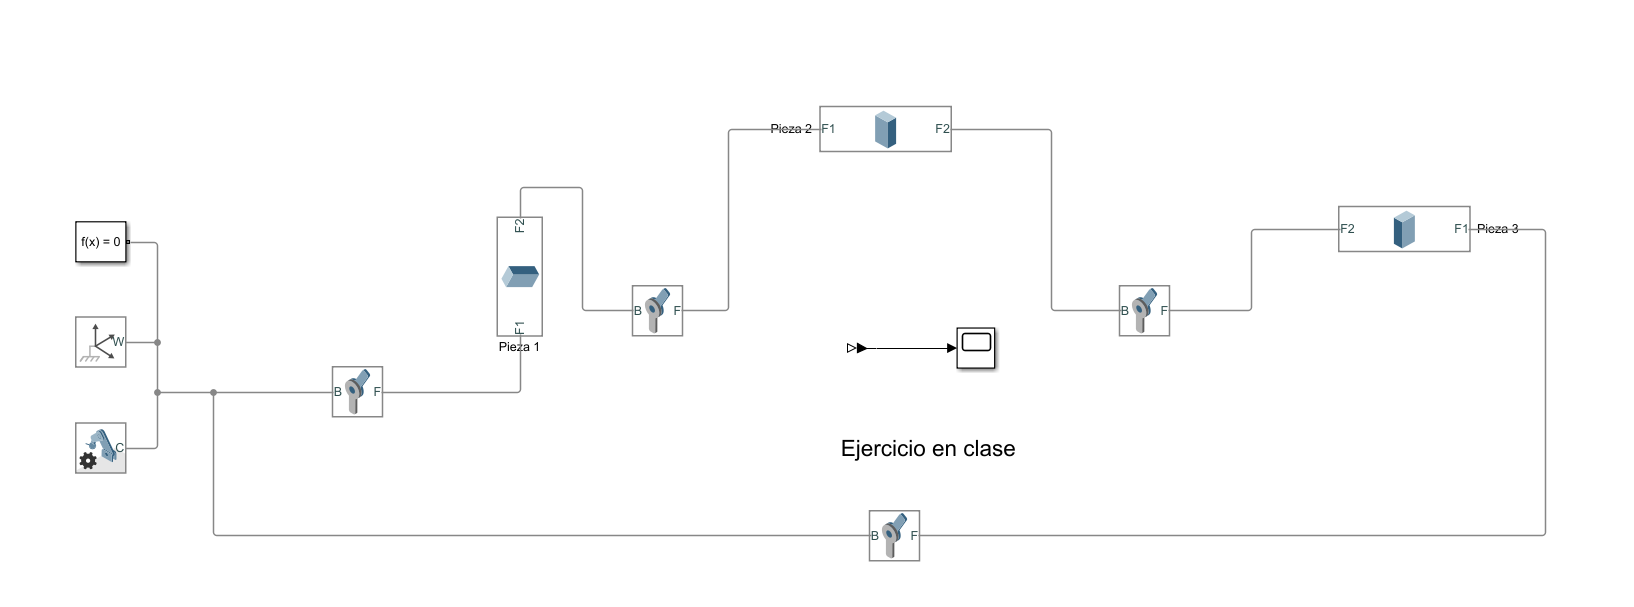 Pieza 2
F1
F2
F2
F2
F1
Pieza 3
f(x) = 0
B
F
B
F
F1
W
Pieza 1
B
F
C
Ejercicio en clase
B
F